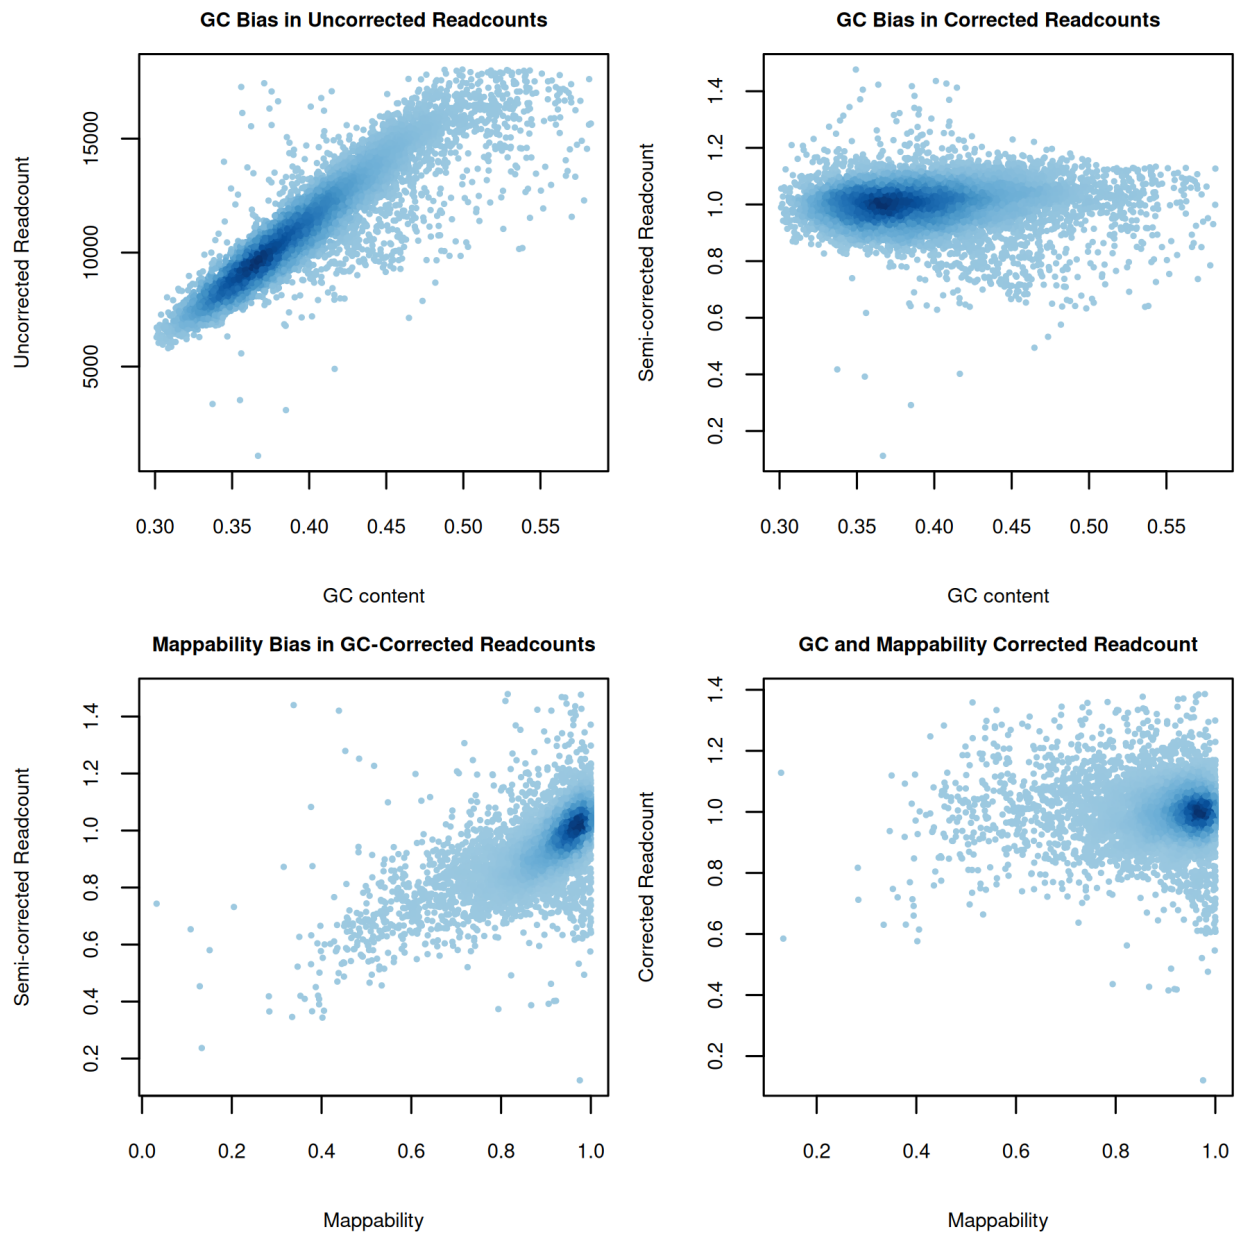 GC Bias in Uncorrected Readcounts
Uncorrected Readcount
15000
10000
5000
0.30 0.35 0.40 0.45 0.50 0.55
GC content
GC Bias in Corrected Readcounts
Semi-corrected Readcount
1.4
1.2
1.0
0.8
0.6
0.4
0.2
0.30 0.35 0.40 0.45 0.50 0.55
GC content
Mappability Bias in GC-Corrected Readcounts
Semi-corrected Readcount
1.4
1.2
1.0
0.8
0.6
0.4
0.2
0.0 0.2 0.4 0.6 0.8 1.0
Mappability
GC and Mappability Corrected Readcount
Corrected Readcount
1.4
1.2
1.0
0.8
0.6
0.4
0.2
0.2 0.4 0.6 0.8 1.0
Mappability